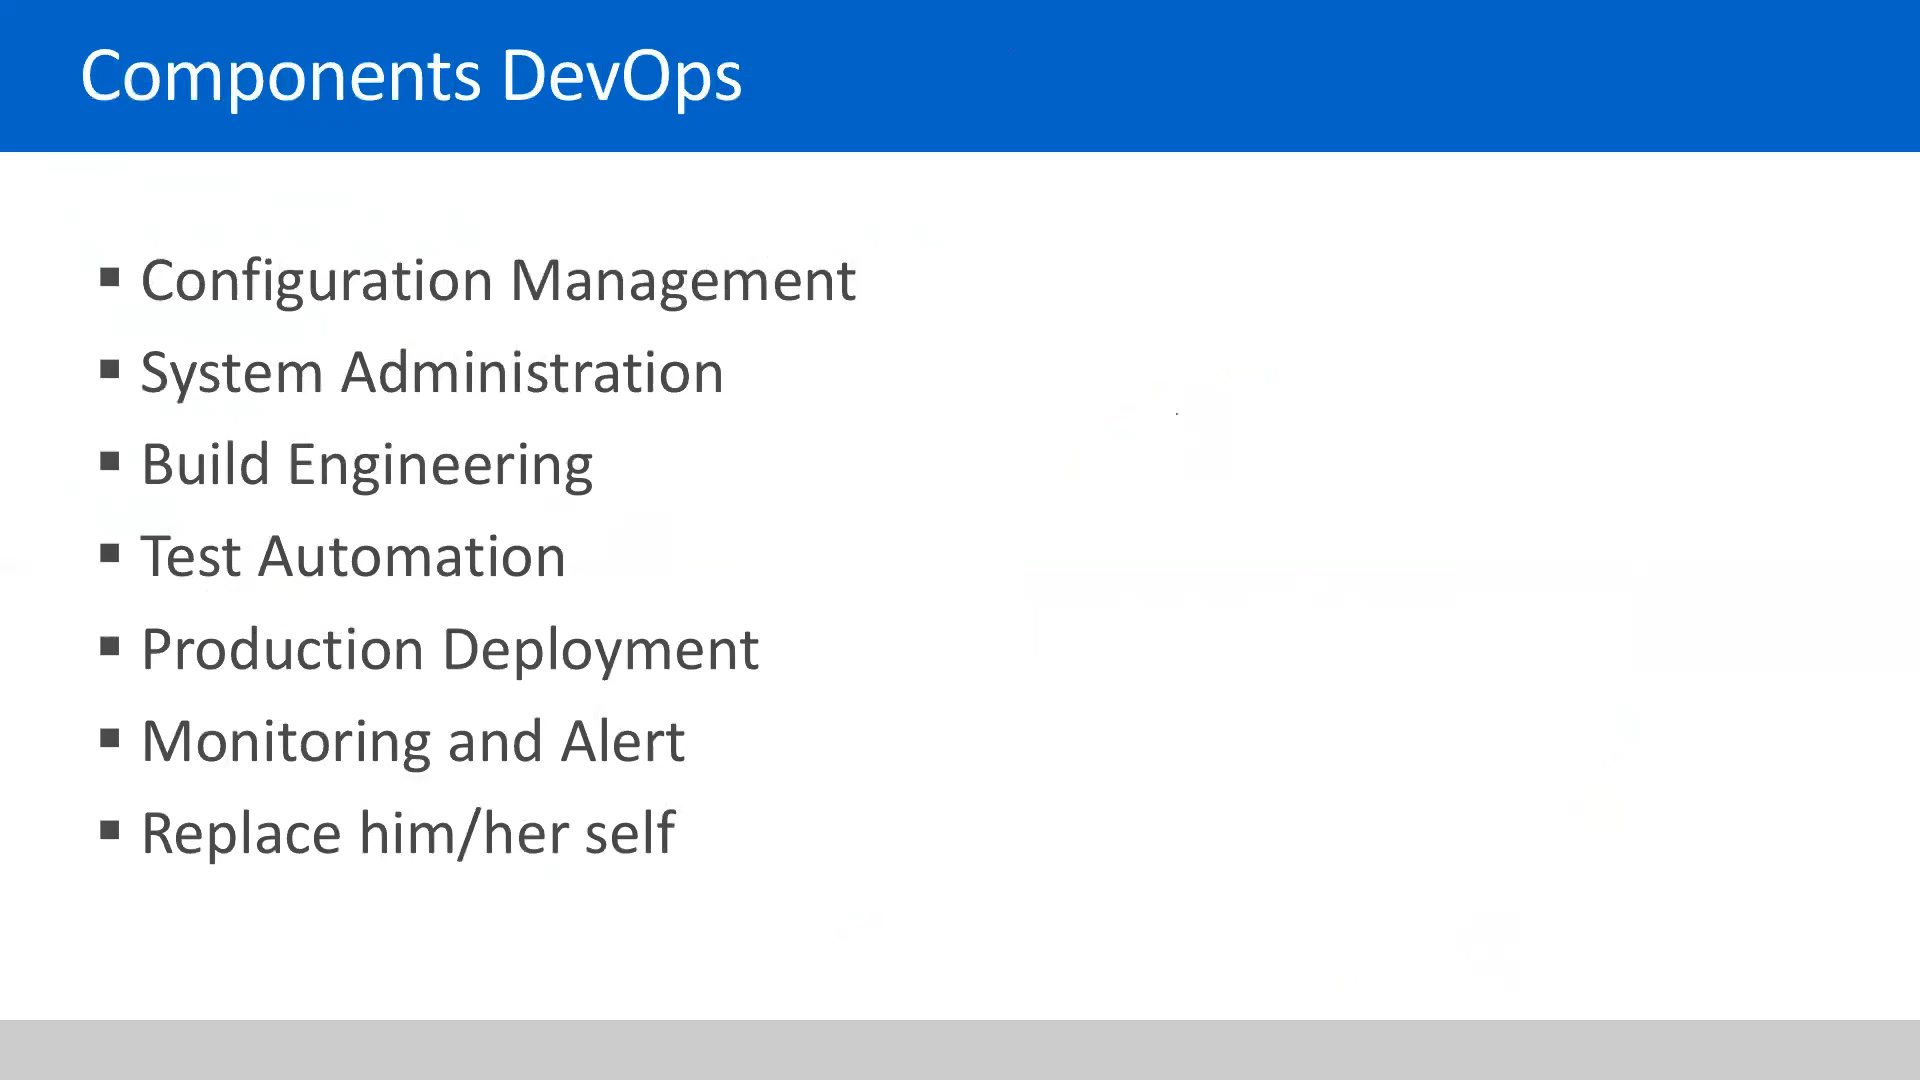 Components DevOps
▪ Configuration Management
▪ System Administration
▪ Build Engineering
▪ Test Automation
▪ Production Deployment
▪ Monitoring and Alert
▪ Replace him/her self